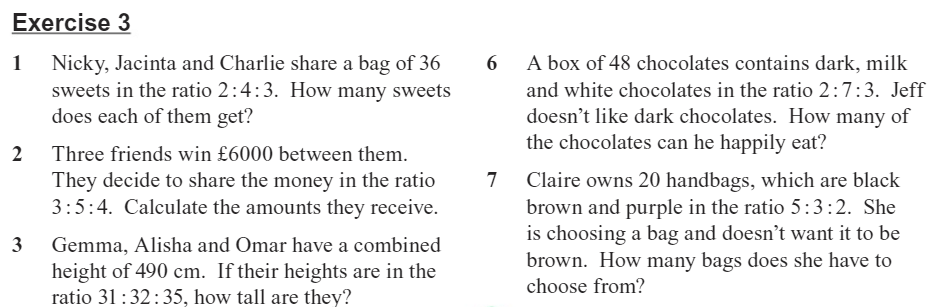 Exercise 3
1 Nicky, Jacinta and Charlie share a bag of 36
sweets in the ratio 2:4:3. How many sweets
does each of them get?
2 Three friends win £6000 between them.
They decide to share the money in the ratio
3:5:4. Calculate the amounts they receive.
3 Gemma, Alisha and Omar have a combined
height of 490 cm. If their heights are in the
ratio 31:32:35, how tall are they?
6 A box of 48 chocolates contains dark, milk
and white chocolates in the ratio 2:7:3. Jeff
doesn't like dark chocolates. How many of
the chocolates can he happily eat?
7 Claire owns 20 handbags, which are black
brown and purple in the ratio 5:3:2. She
is choosing a bag and doesn't want it to be
brown. How many bags does she have to
choose from?